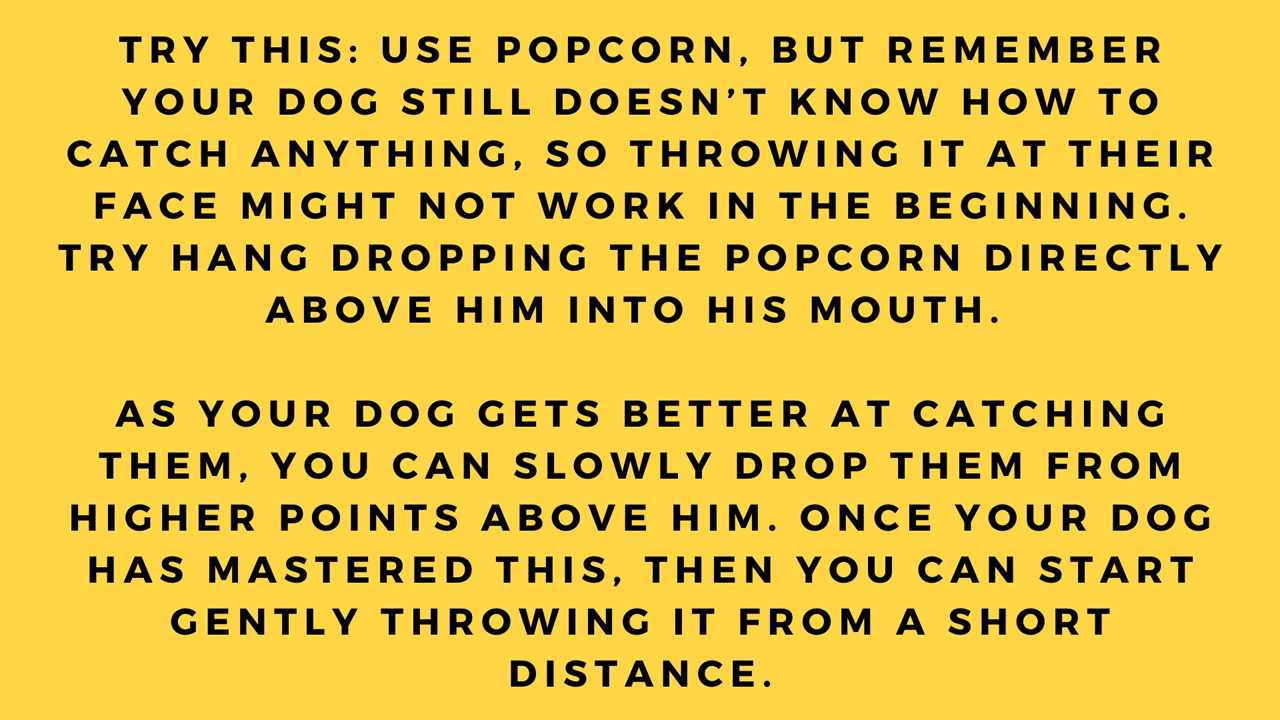 TRY THIS: USE POPCORN, BUT REMEMBER
YOUR DOG STILL DOESN'T KNOW HOW TO
CATCH ANYTHING, SO THROWING IT AT THEIR
FACE MIGHT NOT WORK IN THE BEGINNING.
TRY HANG DROPPING THE POPCORN DIRECTLY
ABOVE HIM INTO HIS MOUTH.
AS YOUR DOG GETS BETTER AT CATCHING
THEM, YOU CAN SLOWLY DROP THEM FROM
HIGHER POINTS ABOVE HIM. ONCE YOUR DOG
HAS MASTERED THIS, THEN YOU CAN START
GENTLY THROWING IT FROM A SHORT
DISTANCE.